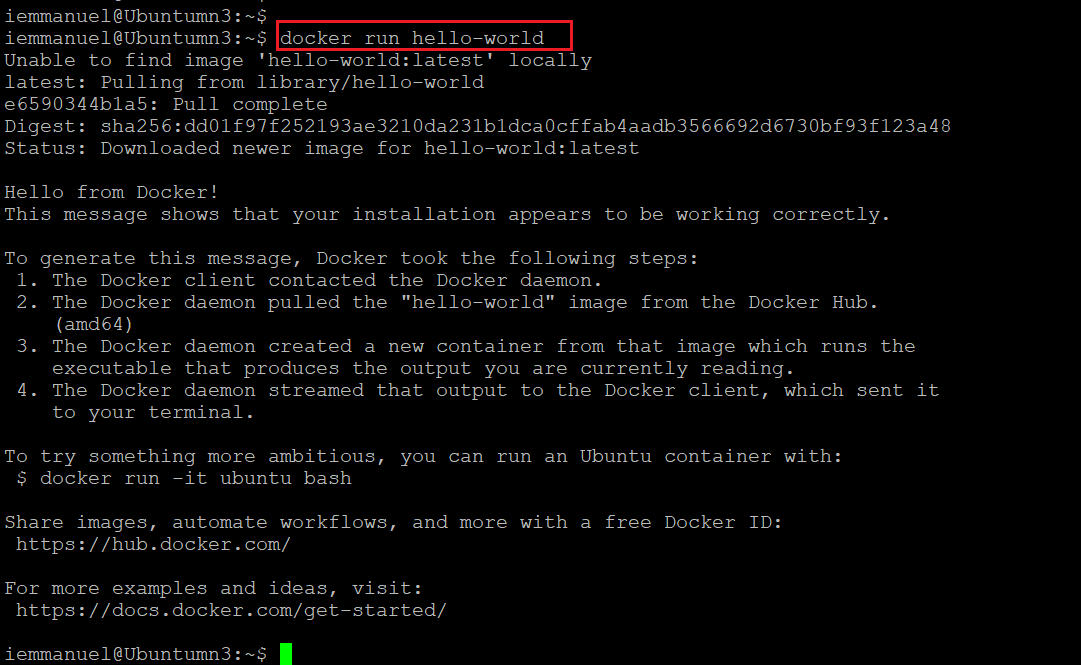 iemmanuel@Ubuntumn3:~$
iemmanuel@Ubuntumn3:~$ docker run hello-world
Unable to find image 'hello-world:latest' locally
latest: Pulling from library/hello-world
e6590344b1a5: Pull complete
Digest: sha256:dd01f97f252193ae3210da231b1dca0cffab4aadb3566692d6730bf93f123a48
Status: Downloaded newer image for hello-world:latest

Hello from Docker!
This message shows that your installation appears to be working correctly.

To generate this message, Docker took the following steps:
 1. The Docker client contacted the Docker daemon.
 2. The Docker daemon pulled the "hello-world" image from the Docker Hub.
    (amd64)
 3. The Docker daemon created a new container from that image which runs the
    executable that produces the output you are currently reading.
 4. The Docker daemon streamed that output to the Docker client, which sent it
    to your terminal.

To try something more ambitious, you can run an Ubuntu container with:
 $ docker run -it ubuntu bash

Share images, automate workflows, and more with a free Docker ID:
 https://hub.docker.com/

For more examples and ideas, visit:
 https://docs.docker.com/get-started/

iemmanuel@Ubuntumn3:~$